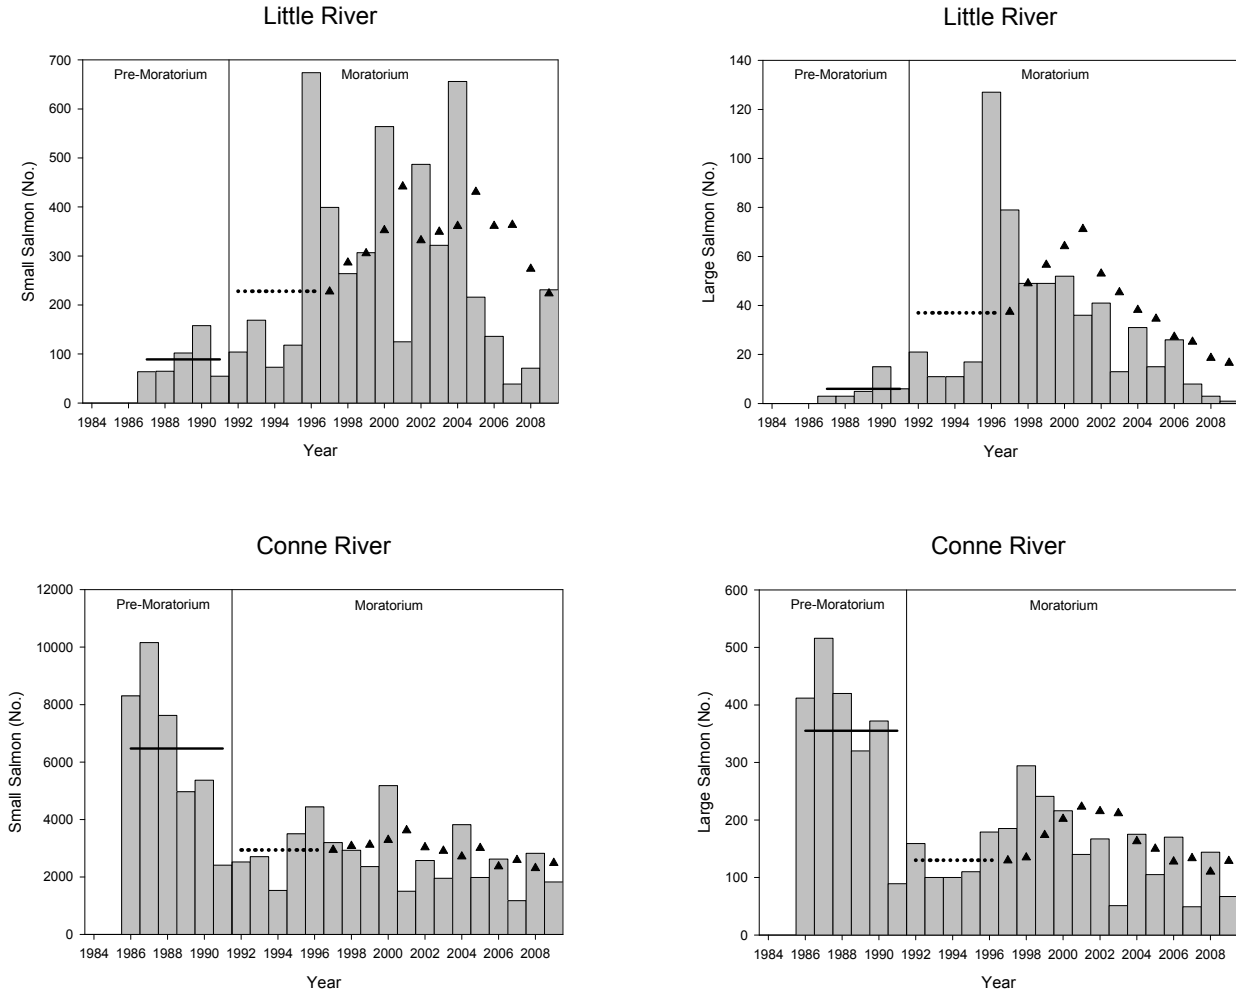 Little River
Pre-Moratorium
Moratorium
Small Salmon (No.)
700
600
500
400
300
200
100
0
1984 1986 1988 1990 1992 1994 1996 1998 2000 2002 2004 2006 2008
Year
Little River
Pre-Moratorium
Moratorium
Large Salmon (No.)
140
120
100
80
60
40
20
0
1984 1986 1988 1990 1992 1994 1996 1998 2000 2002 2004 2006 2008
Year
Conne River
Pre-Moratorium
Moratorium
Small Salmon (No.)
12000
10000
8000
6000
4000
2000
0
1984 1986 1988 1990 1992 1994 1996 1998 2000 2002 2004 2006 2008
Year
Conne River
Pre-Moratorium
Moratorium
Large Salmon (No.)
600
500
400
300
200
100
0
1984 1986 1988 1990 1992 1994 1996 1998 2000 2002 2004 2006 2008
Year